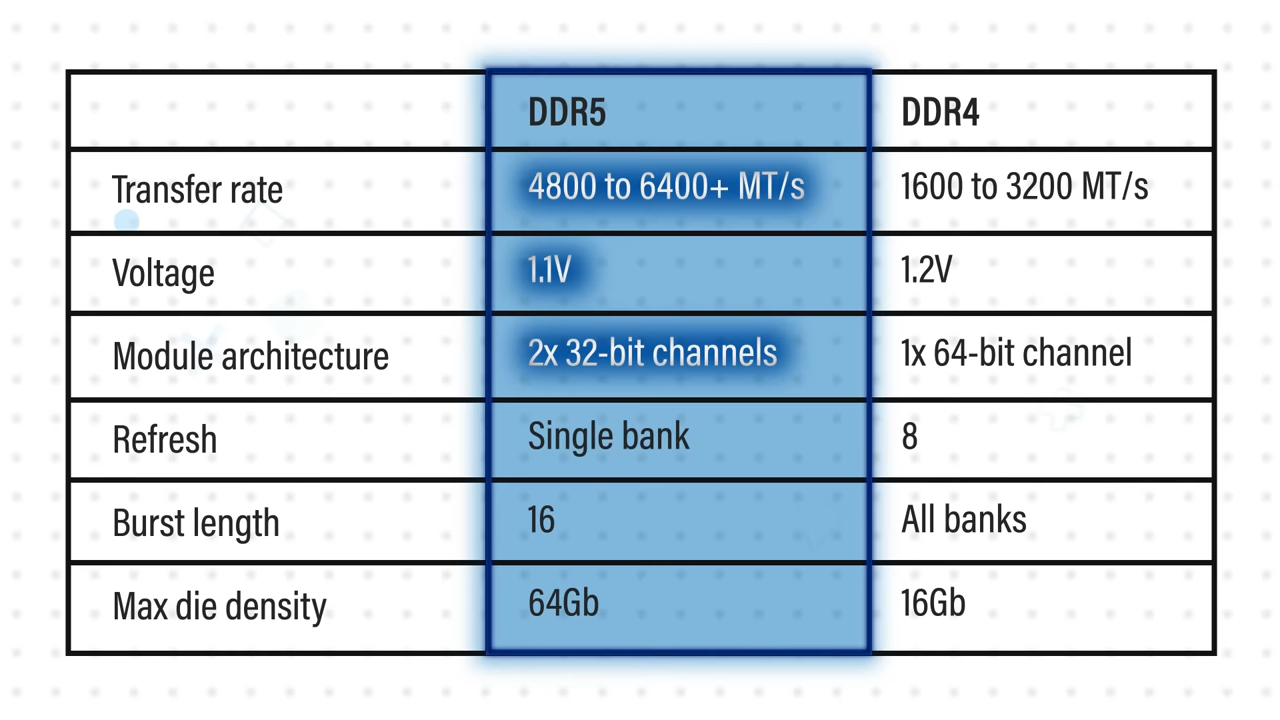 DDR5 DDR4
Transfer rate 4800 to 6400+ MT/s 1600 to 3200 MT/s
Voltage 1.1V 1.2V
Module architecture 2x 32-bit channels 1x 64-bit channel
Refresh Single bank 8
Burst length 16 All banks
Max die density 64Gb 16Gb